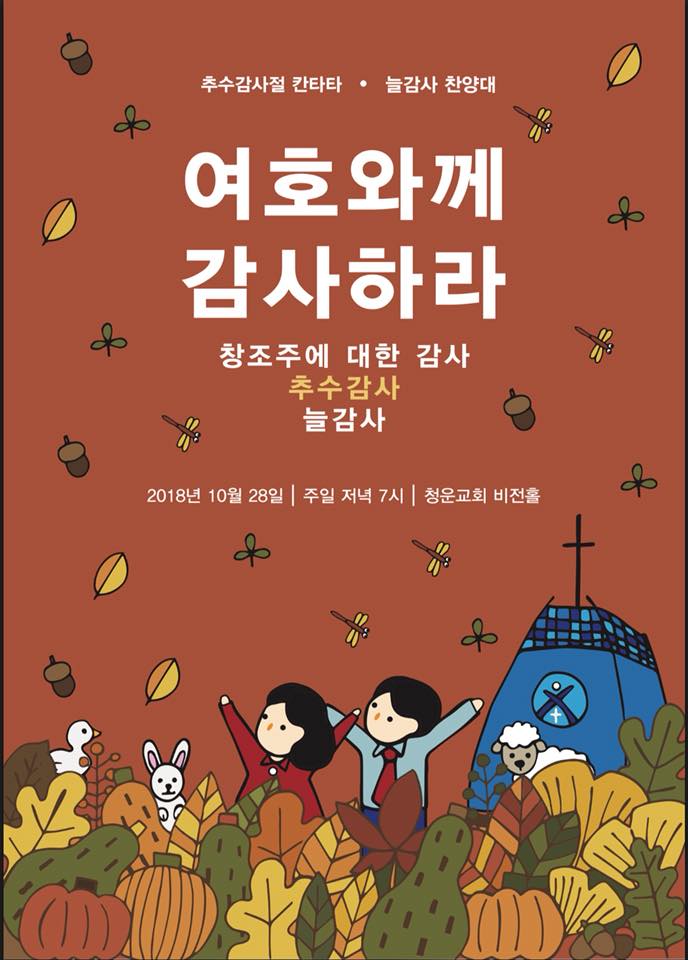 추수감사절 칸타타 • 늘감사 찬양대
여호와께
감사하라
창조주에 대한 감사
추수감사
늘감사
2018년 10월 28일 | 주일 저녁 7시 | 청운교회 비전홀